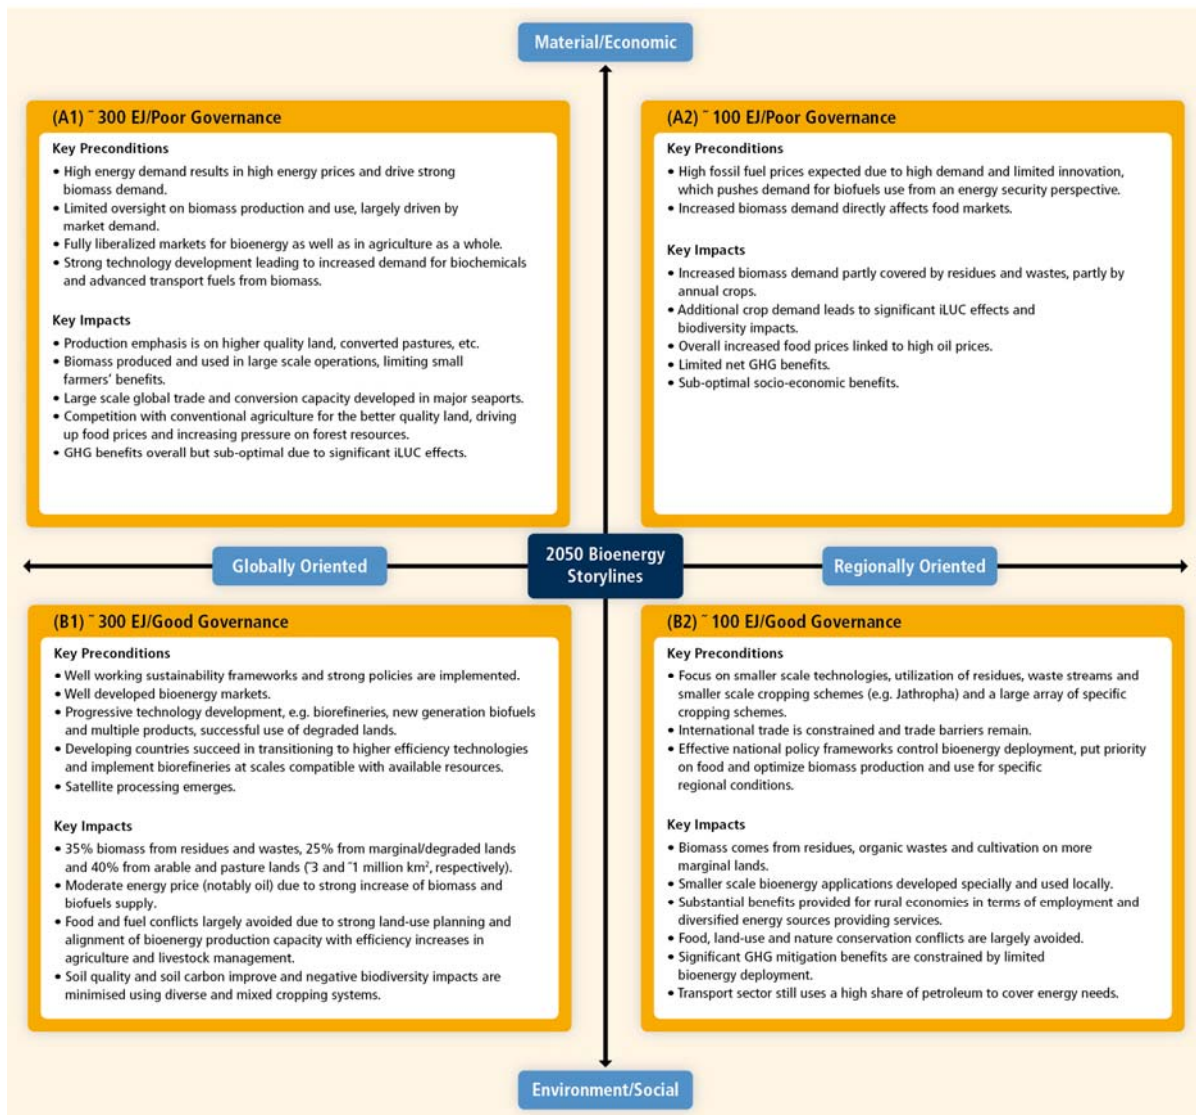 Material/Economic
(A1) ˜ 300 EJ/Poor Governance
Key Preconditions
• High energy demand results in high energy prices and drive strong
biomass demand.
• Limited oversight on biomass production and use, largely driven by
market demand.
• Fully liberalized markets for bioenergy as well as in agriculture as a whole.
• Strong technology development leading to increased demand for biochemicals
and advanced transport fuels from biomass.
Key Impacts
• Production emphasis is on higher quality land, converted pastures, etc.
• Biomass produced and used in large scale operations, limiting small
farmers’ benefits.
• Large scale global trade and conversion capacity developed in major seaports.
• Competition with conventional agriculture for the better quality land, driving
up food prices and increasing pressure on forest resources.
• GHG benefits overall but sub-optimal due to significant iLUC effects.
(A2) ˜ 100 EJ/Poor Governance
Key Preconditions
• High fossil fuel prices expected due to high demand and limited innovation,
which pushes demand for biofuels use from an energy security perspective.
• Increased biomass demand directly affects food markets.
Key Impacts
• Increased biomass demand partly covered by residues and wastes, partly by
annual crops.
• Additional crop demand leads to significant iLUC effects and
biodiversity impacts.
• Overall increased food prices linked to high oil prices.
• Limited net GHG benefits.
• Sub-optimal socio-economic benefits.
Globally Oriented
2050 Bioenergy
Storylines
Regionally Oriented
(B1) ˜ 300 EJ/Good Governance
Key Preconditions
• Well working sustainability frameworks and strong policies are implemented.
• Well developed bioenergy markets.
• Progressive technology development, e.g. biorefineries, new generation biofuels
and multiple products, successful use of degraded lands.
• Developing countries succeed in transitioning to higher efficiency technologies
and implement biorefineries at scales compatible with available resources.
• Satellite processing emerges.
Key Impacts
• 35% biomass from residues and wastes, 25% from marginal/degraded lands
and 40% from arable and pasture lands (˜3 and ˜1 million km², respectively).
• Moderate energy price (notably oil) due to strong increase of biomass and
biofuels supply.
• Food and fuel conflicts largely avoided due to strong land-use planning and
alignment of bioenergy production capacity with efficiency increases in
agriculture and livestock management.
• Soil quality and soil carbon improve and negative biodiversity impacts are
minimised using diverse and mixed cropping systems.
(B2) ˜ 100 EJ/Good Governance
Key Preconditions
• Focus on smaller scale technologies, utilization of residues, waste streams and
smaller scale cropping schemes (e.g. Jathropha) and a large array of specific
cropping schemes.
• International trade is constrained and trade barriers remain.
• Effective national policy frameworks control bioenergy deployment, put priority
on food and optimize biomass production and use for specific
regional conditions.
Key Impacts
• Biomass comes from residues, organic wastes and cultivation on more
marginal lands.
• Smaller scale bioenergy applications developed specially and used locally.
• Substantial benefits provided for rural economies in terms of employment and
diversified energy sources providing services.
• Food, land-use and nature conservation conflicts are largely avoided.
• Significant GHG mitigation benefits are constrained by limited
bioenergy deployment.
• Transport sector still uses a high share of petroleum to cover energy needs.
Environment/Social